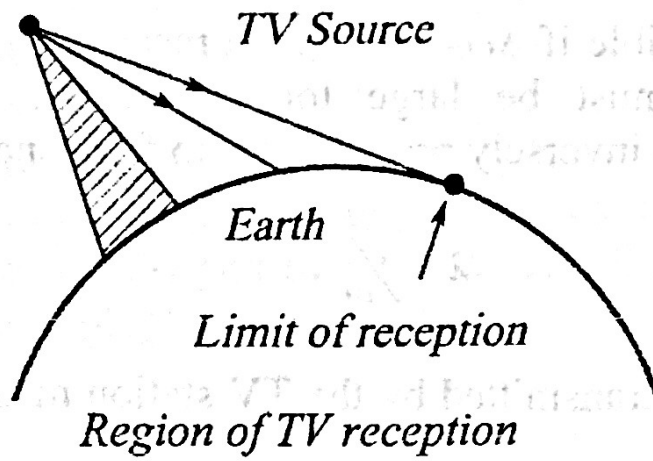 TV Source
Earth
Limit of reception
Region of TV reception